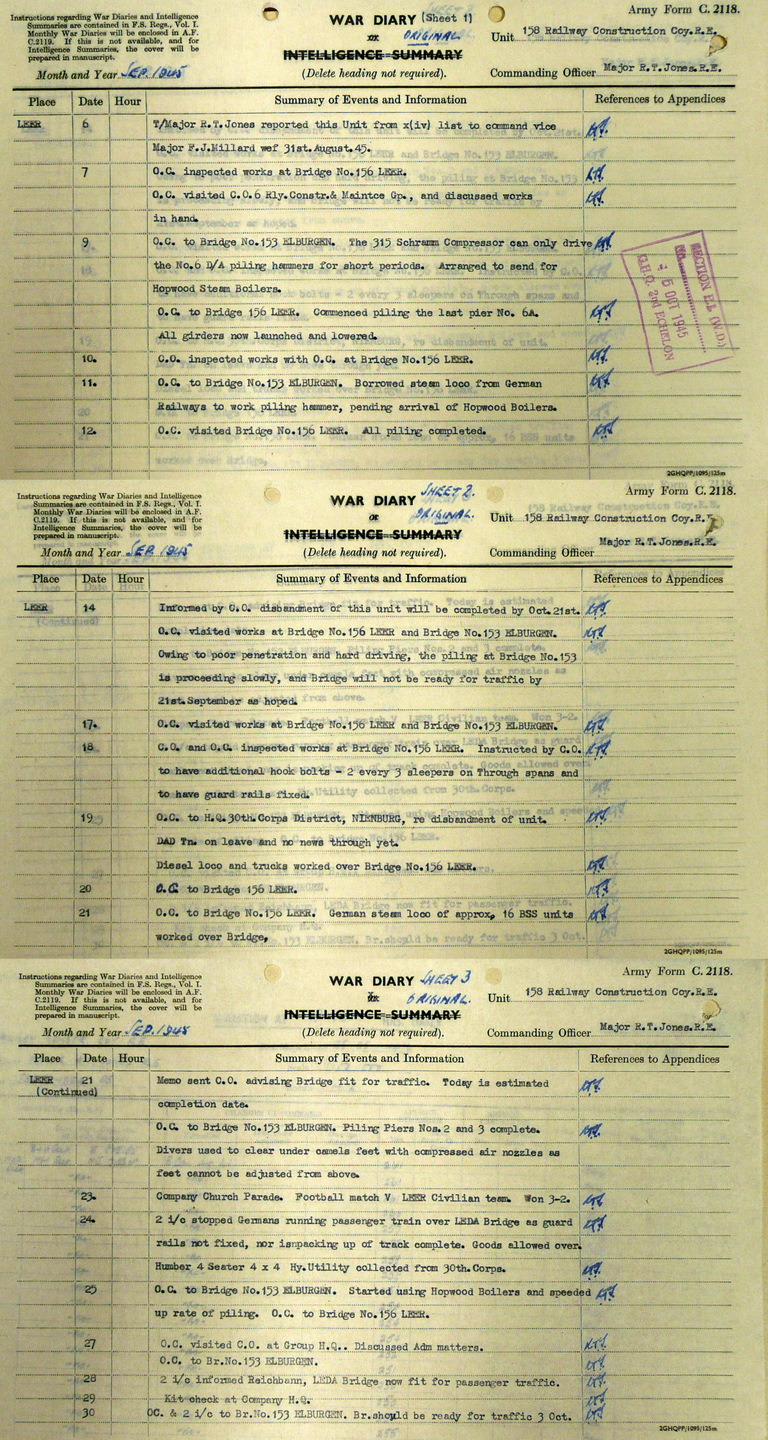 Instructions regarding War Diaries and Intelligence
Summaries are contained in F.S. Regs., Vol. I.
Monthly War Diaries will be enclosed in A.F.
C.2119. If this is not available, and for
Intelligence Summaries, the cover will be
prepared in manuscript.
Month and Year SEP. 1945
WAR DIARY (Sheet 1)
or ORIGINAL.
INTELLIGENCE SUMMARY
(Delete heading not required).
Army Form C. 2118.
Unit 158 Railway Construction Coy.R.E.
Commanding Officer Major R.T.Jones.R.E.
Place Date Hour Summary of Events and Information References to Appendices
LEER 6 T/Major R.T.Jones reported this Unit from x(iv) list to command vice
Major F.J.Millard wef 31st.August.45.
7 O.C. inspected works at Bridge No.156 LEER.
O.C. visited C.O.6 Rly.Constr.& Maintce Gp., and discussed works
in hand.
9 O.C. to Bridge No.153 ELBURGEN. The 315 Schramm Compressor can only drive
the No.6 D/A piling hammers for short periods. Arranged to send for
Hopwood Steam Boilers.
O.C. to Bridge 156 LEER. Commenced piling the last pier No. 6A.
All girders now launched and lowered.
10. C.O. inspected works with O.C. at Bridge No.156 LEER.
11. O.C. to Bridge No.153 ELBURGEN. Borrowed steam loco from German
Railways to work piling hammer, pending arrival of Hopwood Boilers.
12. O.C. visited Bridge No.156 LEER. All piling completed.
SECTION F.I. (W.D.)
5 OCT 1945
G.H.Q. 2nd ECHELON
2GHQPP/1095/125m
Instructions regarding War Diaries and Intelligence
Summaries are contained in F.S. Regs., Vol. I.
Monthly War Diaries will be enclosed in A.F.
C.2119. If this is not available, and for
Intelligence Summaries, the cover will be
prepared in manuscript.
Month and Year SEP. 1945
WAR DIARY SHEET 2.
or ORIGINAL.
INTELLIGENCE SUMMARY
(Delete heading not required).
Army Form C. 2118.
Unit 158 Railway Construction Coy.R.E.
Commanding Officer Major R.T.Jones.R.E.
Place Date Hour Summary of Events and Information References to Appendices
LEER 14 Informed by C.O. disbandment of this unit will be completed by Oct.21st.
O.C. visited works at Bridge No.156 LEER and Bridge No.153 ELBURGEN.
Owing to poor penetration and hard driving, the piling at Bridge No.153
is proceeding slowly, and Bridge will not be ready for traffic by
21st.September as hoped.
17. O.C. visited works at Bridge No.156 LEER and Bridge No.153 ELBURGEN.
18 C.O. and O.C. inspected works at Bridge No.156 LEER. Instructed by C.O.
to have additional hook bolts - 2 every 3 sleepers on Through spans and
to have guard rails fixed.
19 O.C. to H.Q.30th.Corps District, NIENBURG, re disbandment of unit.
DAD Tn. on leave and no news through yet.
Diesel loco and trucks worked over Bridge No.156 LEER.
20 O.C. to Bridge 156 LEER.
21 O.C. to Bridge No.156 LEER. German steam loco of approx, 16 BSS units
worked over Bridge,
2GHQPP/1095/125m
Instructions regarding War Diaries and Intelligence
Summaries are contained in F.S. Regs., Vol. I.
Monthly War Diaries will be enclosed in A.F.
C.2119. If this is not available, and for
Intelligence Summaries, the cover will be
prepared in manuscript.
Month and Year SEP. 1945
WAR DIARY SHEET 3
or ORIGINAL.
INTELLIGENCE SUMMARY
(Delete heading not required).
Army Form C. 2118.
Unit 158 Railway Construction Coy.R.E.
Commanding Officer Major R.T.Jones.R.E.
Place Date Hour Summary of Events and Information References to Appendices
LEER 21 Memo sent C.O. advising Bridge fit for traffic. Today is estimated
(Continued)
completion date.
O.C. to Bridge No.153 ELBURGEN. Piling Piers Nos.2 and 3 complete.
Divers used to clear under camels feet with compressed air nozzles as
feet cannot be adjusted from above.
23. Company Church Parade. Football match V LEER Civilian team. Won 3-2.
24. 2 i/c stopped Germans running passenger train over LEDA Bridge as guard
rails not fixed, nor isnpacking up of track complete. Goods allowed over.
Humber 4 Seater 4 x 4 Hy.Utility collected from 30th.Corps.
25 O.C. to Bridge No.153 ELBURGEN. Started using Hopwood Boilers and speeded
up rate of piling. O.C. to Bridge No.156 LEER.
27 O.C. visited C.O. at Group H.Q.. Discussed Adm matters.
O.C. to Br.No.153 ELBURGEN.
28 2 i/c informed Reichbann, LEDA Bridge now fit for passenger traffic.
29 Kit check at Company H.Q.
30 OC. & 2 i/c to Br.No.153 ELBURGEN. Br.should be ready for traffic 3 Oct.
2GHQPP/1095/125m